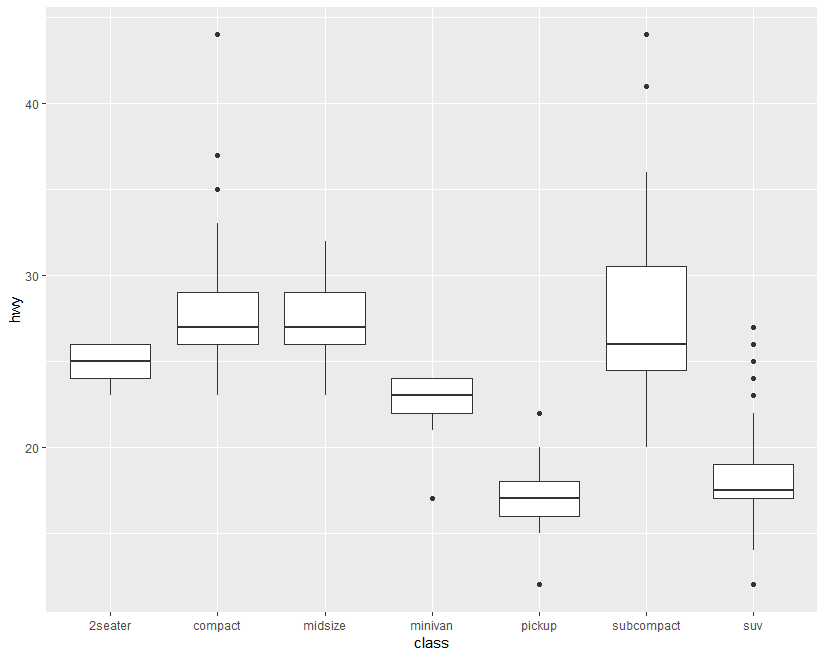 40
30
20
hwy
2seater compact midsize minivan pickup subcompact suv
class